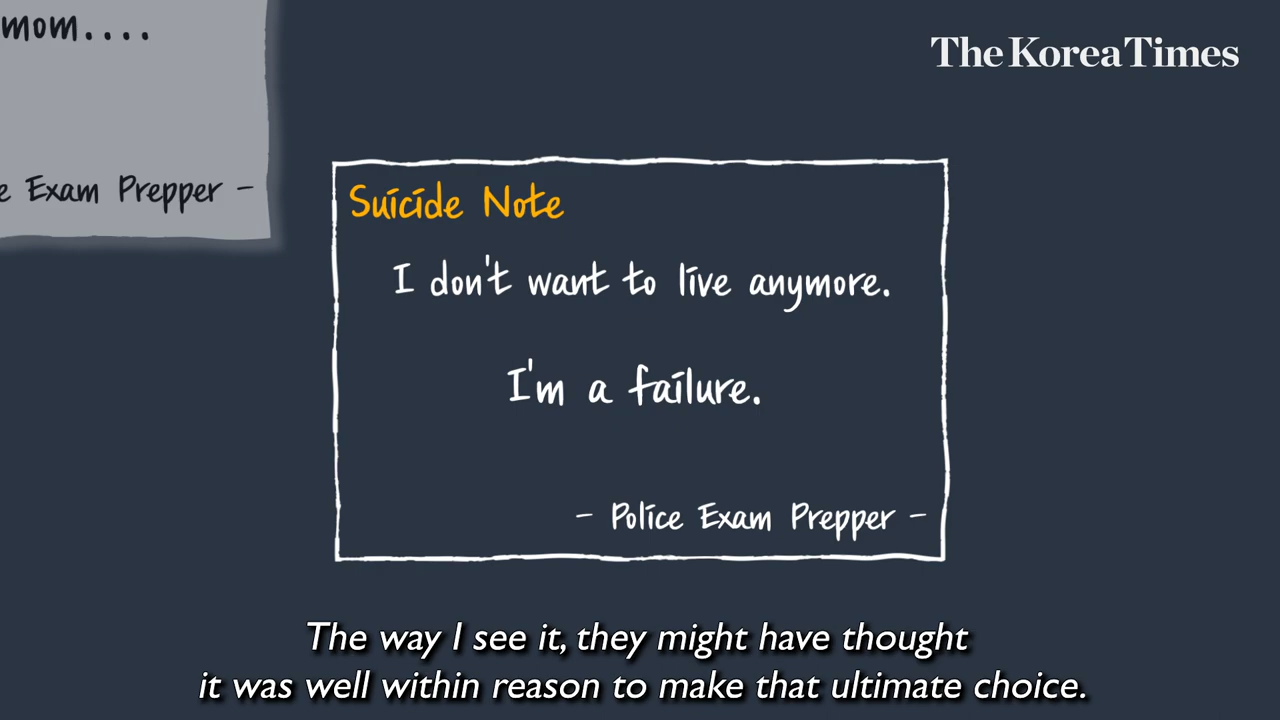 mom....
The Korea Times
Exam Prepper -
Suicide Note
I don't want to live anymore.
I'm a failure.
- Police Exam Prepper -
The way I see it, they might have thought
it was well within reason to make that ultimate choice.